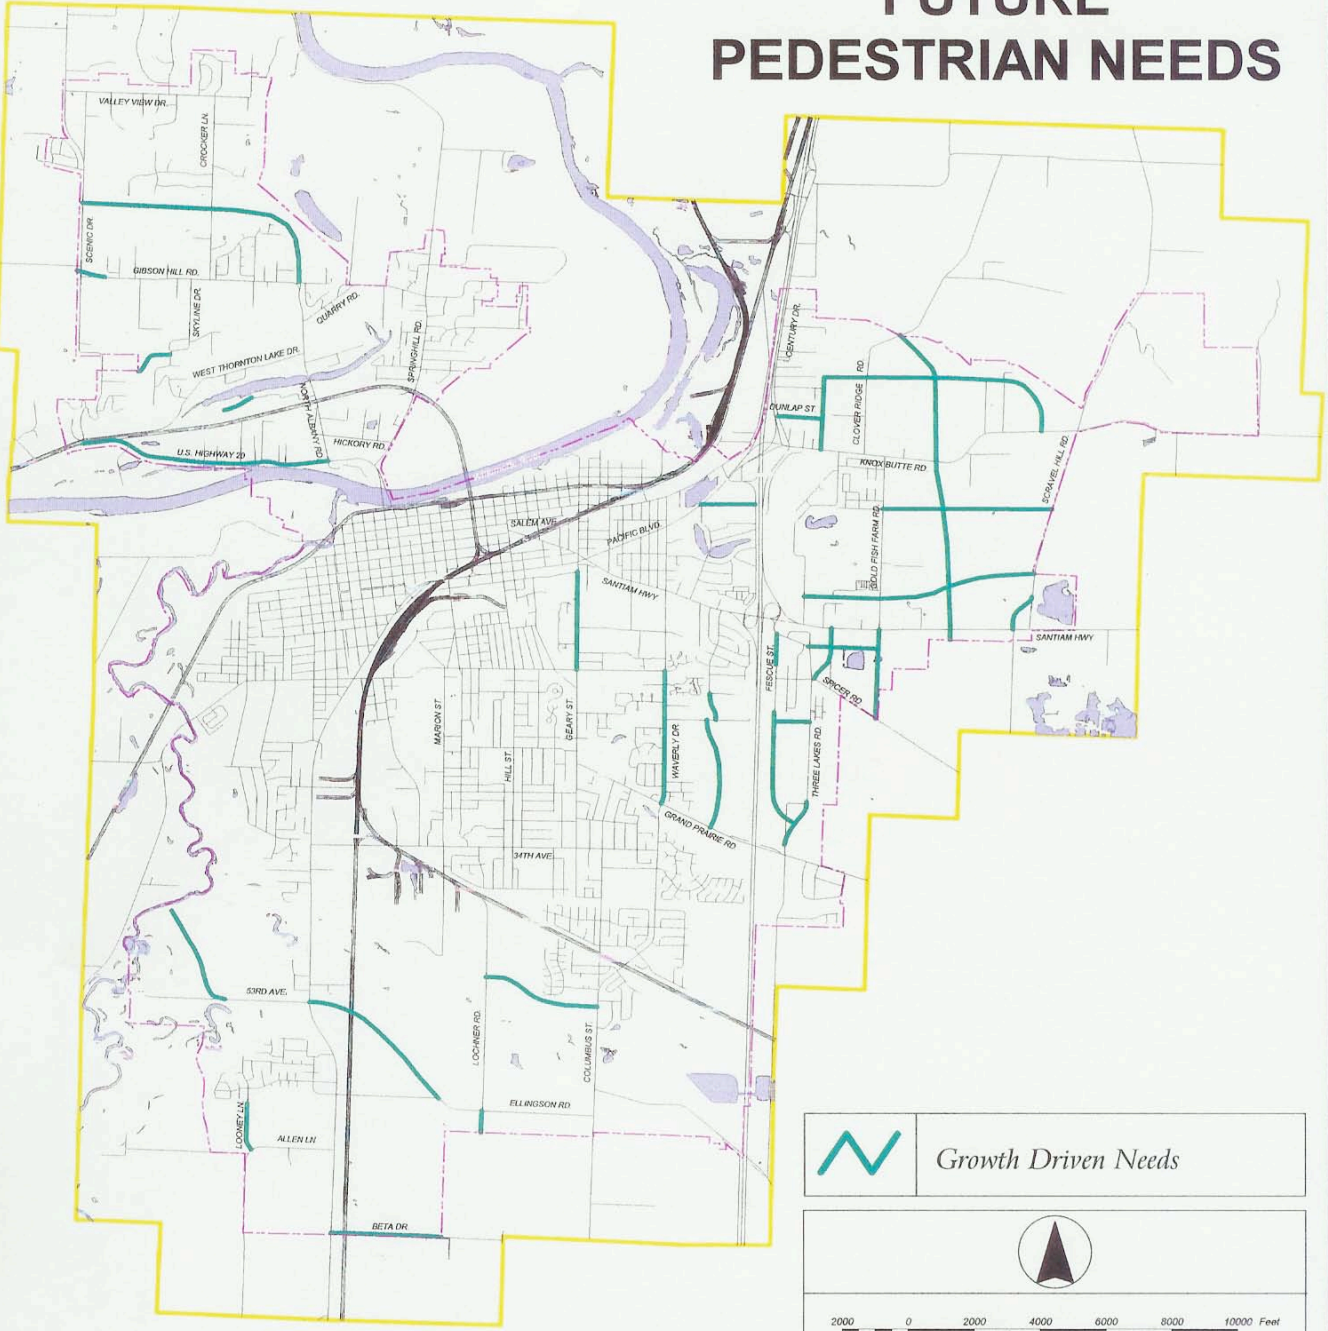 FUTURE
PEDESTRIAN NEEDS
VALLEY VIEW DR.
CROCKER LN.
SCENIC DR.
GIBSON HILL RD.
SKYLINE DR.
QUARRY RD.
SPRINGHILL RD.
WEST THORNTON LAKE DR.
NORTH ALBANY RD
HICKORY RD.
U.S. HIGHWAY 20
CENTURY DR.
CLOVER RIDGE RD.
DUNLAP ST
KNOX BUTTE RD
SCRAVEL HILL RD.
SALEM AVE.
PACIFIC BLVD.
GOLD FISH FARM RD.
SANTIAM HWY
SANTIAM HWY
FESCUE ST.
SPICER RD.
MARION ST.
GEARY ST.
HILL ST.
WAVERLY DR.
THREE LAKES RD.
GRAND PRAIRIE RD
34TH AVE.
53RD AVE.
LOCHNER RD.
COLUMBUS ST.
ELLINGSON RD
LOONEY LN.
ALLEN LN
BETA DR.
Growth Driven Needs
2000 0 2000 4000 6000 8000 10000 Feet